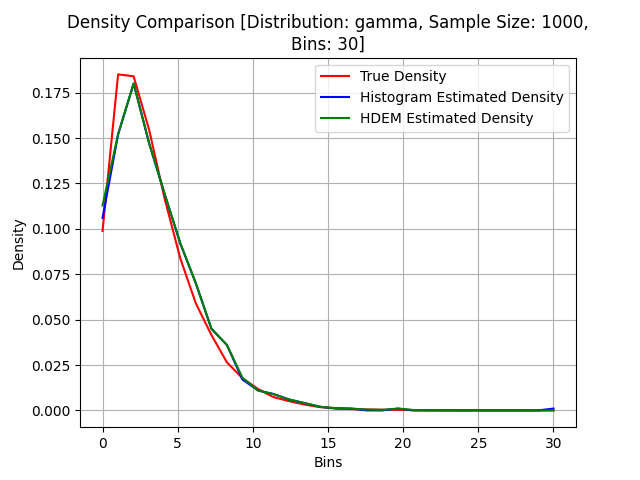 Density Comparison [Distribution: gamma, Sample Size: 1000,
Bins: 30]
True Density
Histogram Estimated Density
HDEM Estimated Density
Density
0.175
0.150
0.125
0.100
0.075
0.050
0.025
0.000
0 5 10 15 20 25 30
Bins